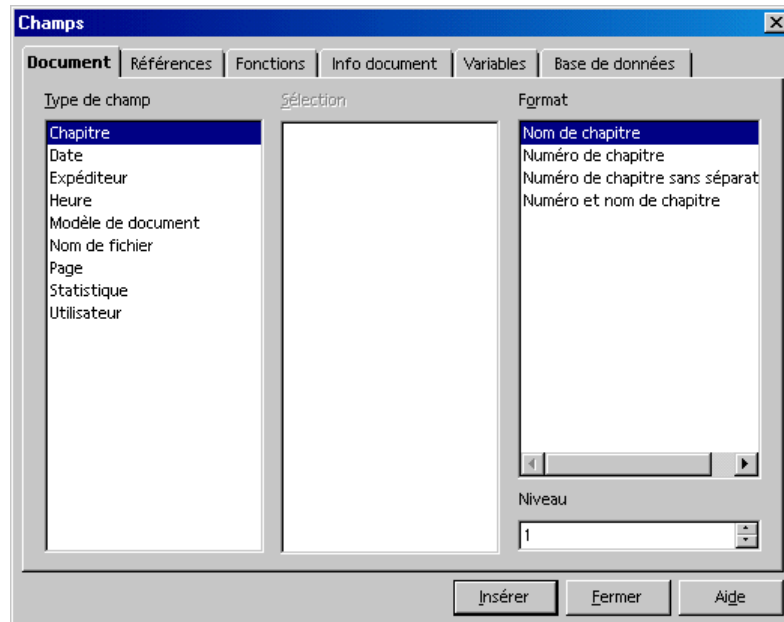 Champs
Document Références Fonctions Info document Variables Base de données
Type de champ
Chapitre
Date
Expéditeur
Heure
Modèle de document
Nom de fichier
Page
Statistique
Utilisateur
Sélection
Format
Nom de chapitre
Numéro de chapitre
Numéro de chapitre sans séparat
Numéro et nom de chapitre
Niveau
1
Insérer Fermer Aide